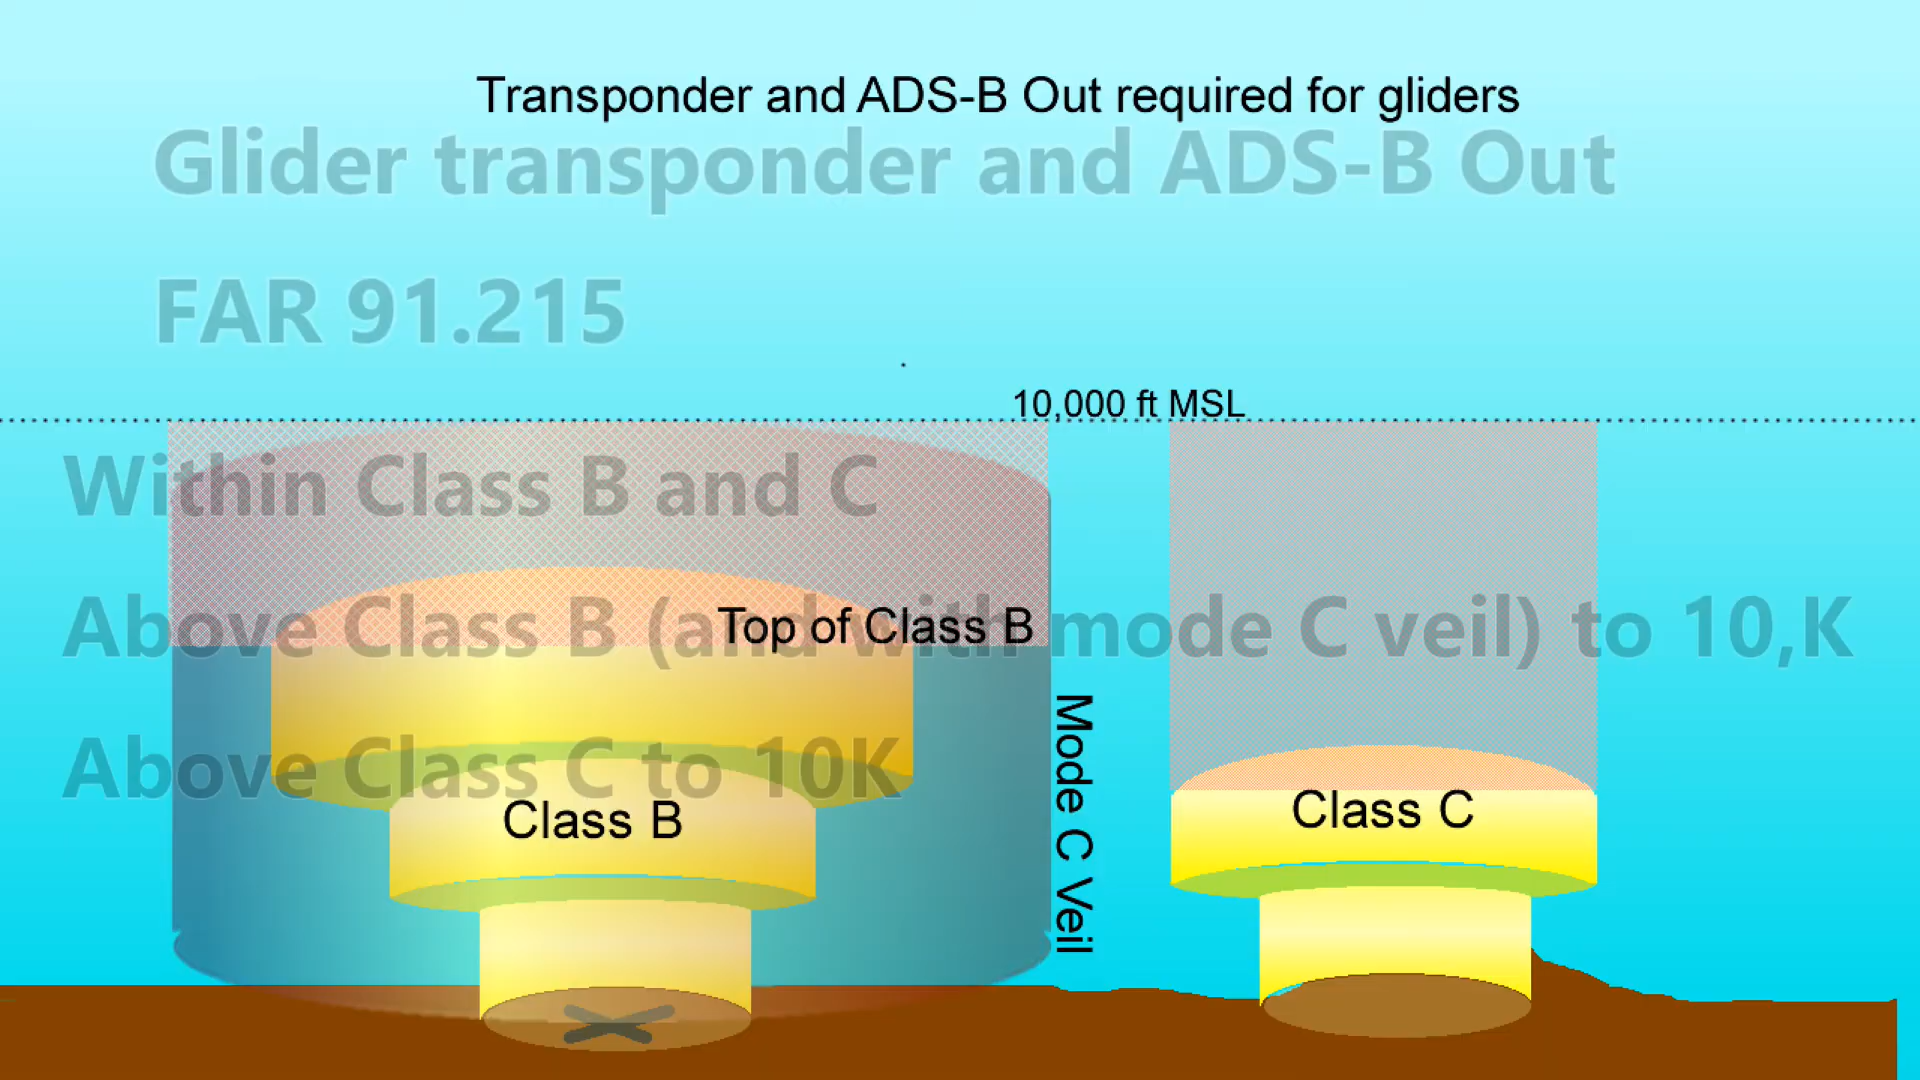 Transponder and ADS-B Out required for gliders
Glider transponder and ADS-B Out
FAR 91.215
10,000 ft MSL
Within Class B and C
Above Class B (and with mode C veil) to 10,K
Top of Class B
Above Class C to 10K
Class B
Mode C Veil
Class C